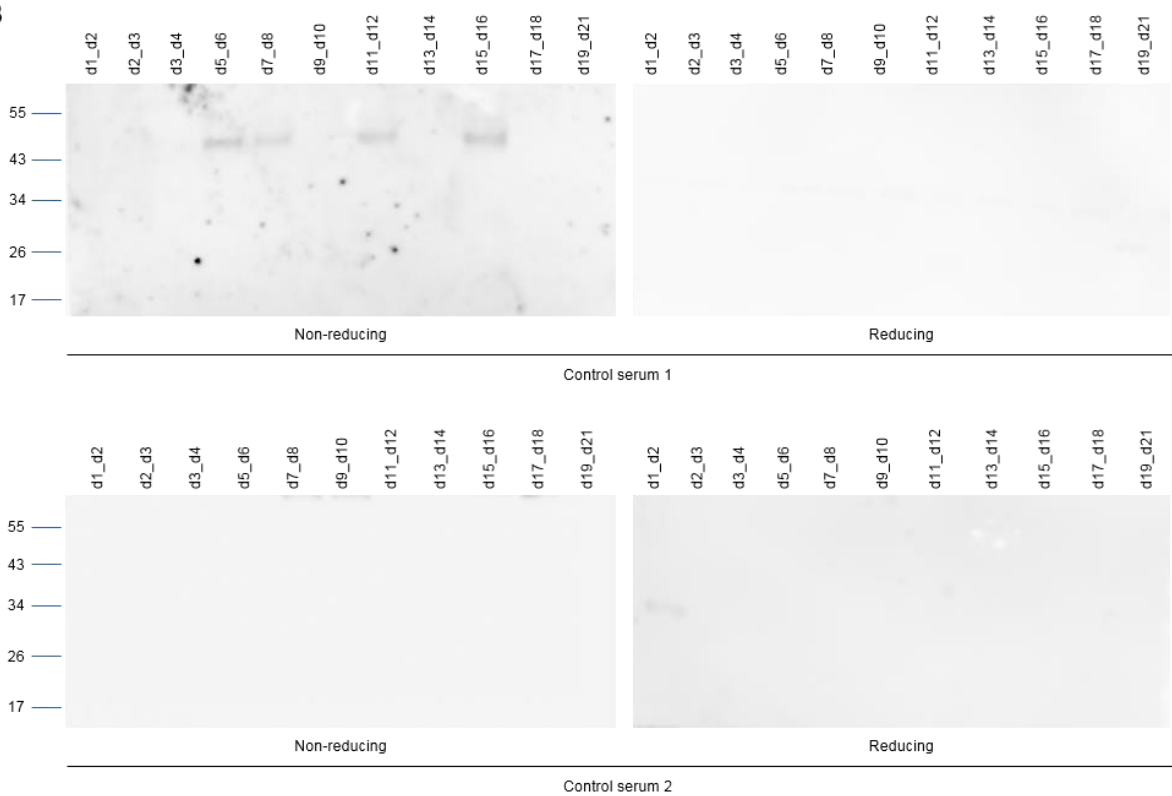 d1_d2 d2_d3 d3_d4 d5_d6 d7_d8 d9_d10 d11_d12 d13_d14 d15_d16 d17_d18 d19_d21
d1_d2 d2_d3 d3_d4 d5_d6 d7_d8 d9_d10 d11_d12 d13_d14 d15_d16 d17_d18 d19_d21
55
43
34
26
17
Non-reducing
Reducing
Control serum 1
d1_d2 d2_d3 d3_d4 d5_d6 d7_d8 d9_d10 d11_d12 d13_d14 d15_d16 d17_d18 d19_d21
d1_d2 d2_d3 d3_d4 d5_d6 d7_d8 d9_d10 d11_d12 d13_d14 d15_d16 d17_d18 d19_d21
55
43
34
26
17
Non-reducing
Reducing
Control serum 2